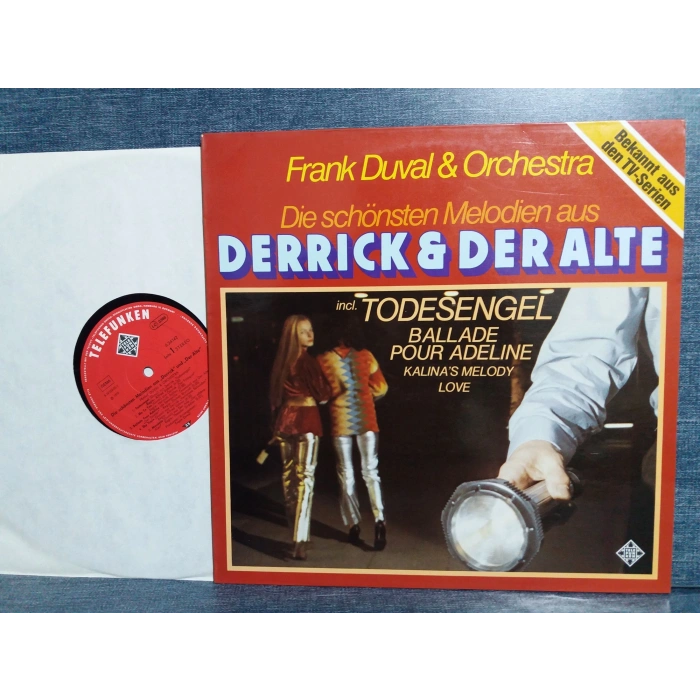 TELEFUNKEN
Frank Duval & Orchestra
Bekannt aus
den TV-Serien
Die schönsten Melodien aus
DERRICK & DER ALTE
incl. TODESENGEL
BALLADE
POUR ADELINE
KALINA'S MELODY
LOVE